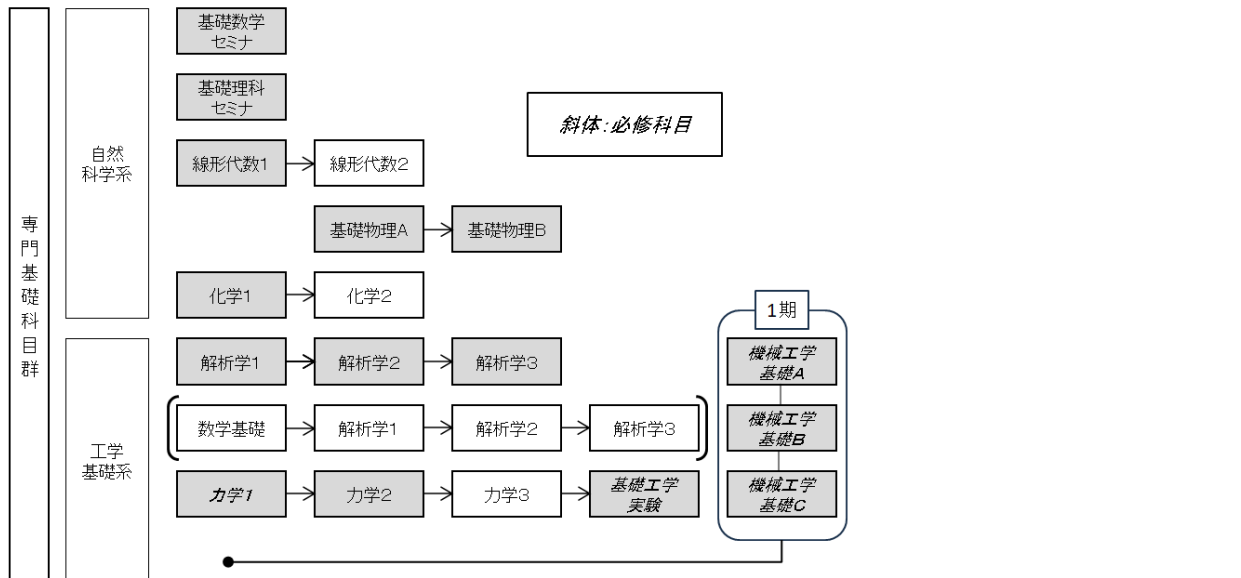 専門基礎科目群
自然
科学系
基礎数学
セミナ
基礎理科
セミナ
斜体：必修科目
線形代数1
線形代数2
基礎物理A
基礎物理B
化学1
化学2
1期
工学
基礎系
解析学1
解析学2
解析学3
機械工学
基礎A
数学基礎
解析学1
解析学2
解析学3
機械工学
基礎B
力学1
力学2
力学3
基礎工学
実験
機械工学
基礎C